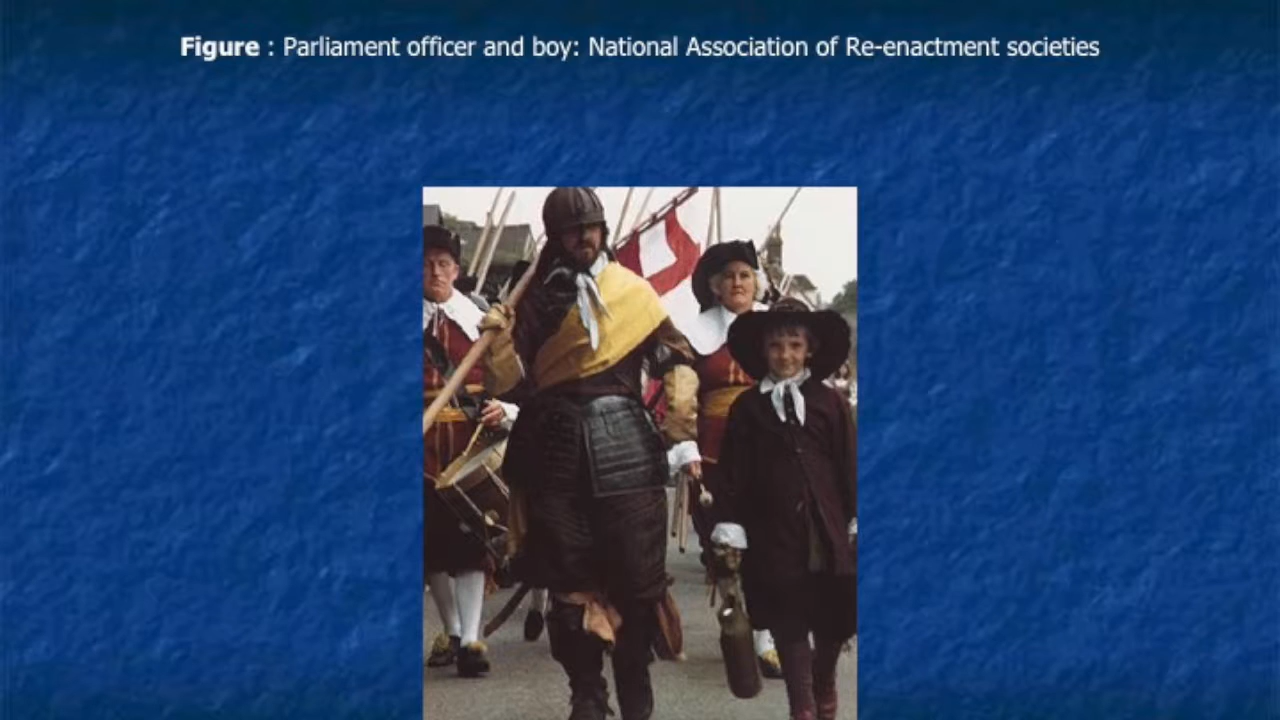 Figure : Parliament officer and boy: National Association of Re-enactment societies